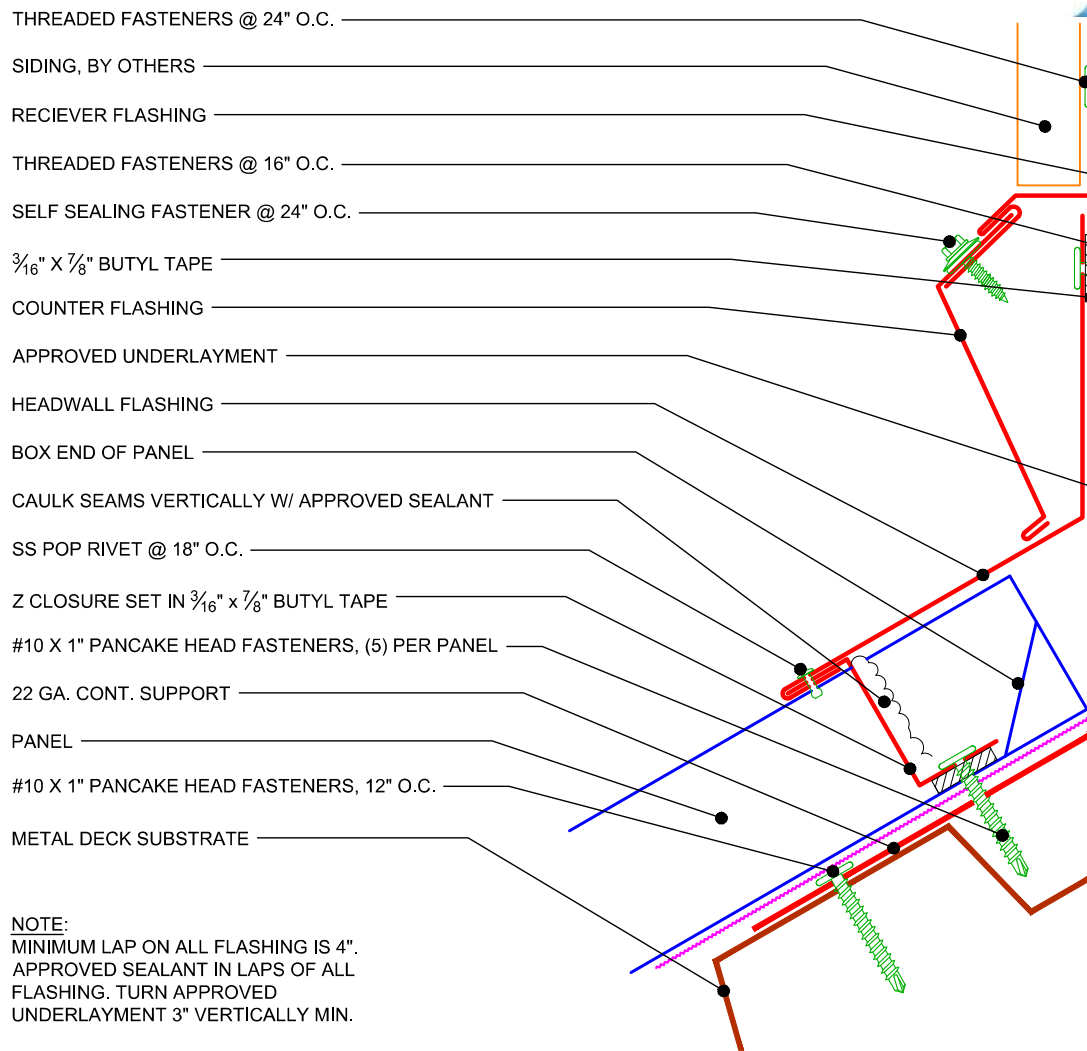 THREADED FASTENERS @ 24" O.C.
SIDING, BY OTHERS
RECIEVER FLASHING
THREADED FASTENERS @ 16" O.C.
SELF SEALING FASTENER @ 24" O.C.
3/16" X 7/8" BUTYL TAPE
COUNTER FLASHING
APPROVED UNDERLAYMENT
HEADWALL FLASHING
BOX END OF PANEL
CAULK SEAMS VERTICALLY W/ APPROVED SEALANT
SS POP RIVET @ 18" O.C.
Z CLOSURE SET IN 3/16" x 7/8" BUTYL TAPE
#10 X 1" PANCAKE HEAD FASTENERS, (5) PER PANEL
22 GA. CONT. SUPPORT
PANEL
#10 X 1" PANCAKE HEAD FASTENERS, 12" O.C.
METAL DECK SUBSTRATE
NOTE:
MINIMUM LAP ON ALL FLASHING IS 4".
APPROVED SEALANT IN LAPS OF ALL
FLASHING. TURN APPROVED
UNDERLAYMENT 3" VERTICALLY MIN.